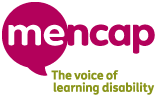 mencap
The voice of
learning disability